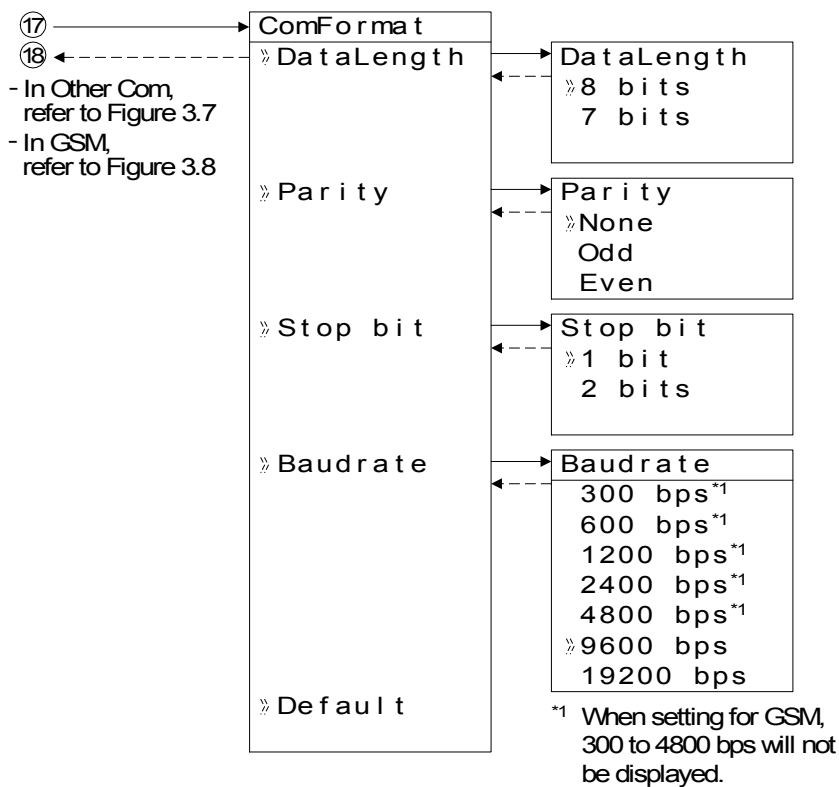 ⑰ ComFormat
⑱ »DataLength
- In Other Com,
refer to Figure 3.7
- In GSM,
refer to Figure 3.8
DataLength
»8 bits
7 bits
»Parity
Parity
»None
Odd
Even
»Stop bit
Stop bit
»1 bit
2 bits
»Baudrate
Baudrate
300 bps*1
600 bps*1
1200 bps*1
2400 bps*1
4800 bps*1
»9600 bps
19200 bps
»Default
*1 When setting for GSM,
300 to 4800 bps will not
be displayed.